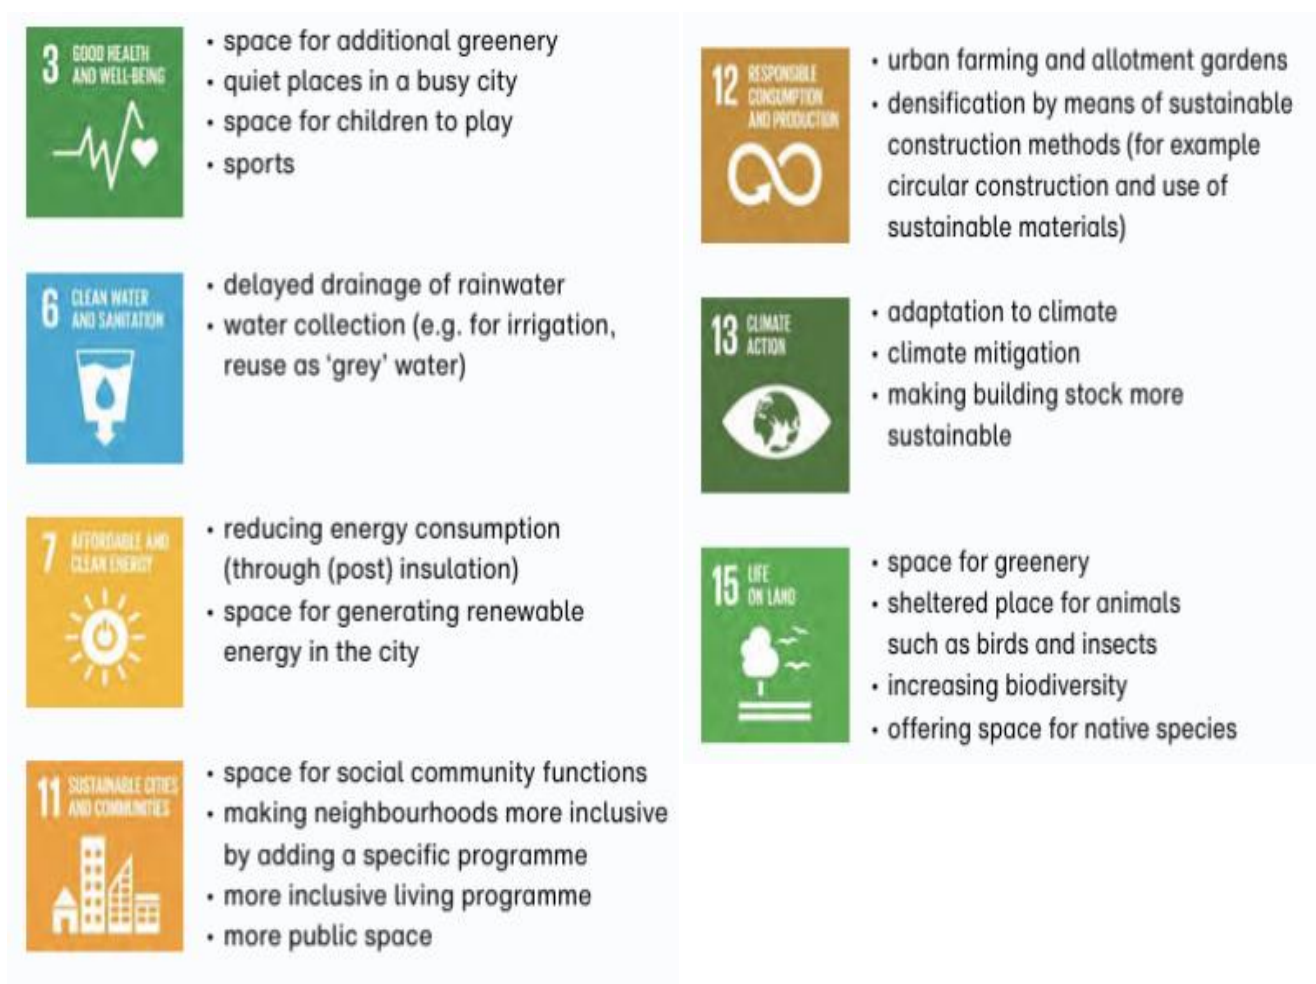 3 GOOD HEALTH
AND WELL-BEING
• space for additional greenery
• quiet places in a busy city
• space for children to play
• sports
6 CLEAN WATER
AND SANITATION
• delayed drainage of rainwater
• water collection (e.g. for irrigation,
reuse as ‘grey’ water)
7 AFFORDABLE AND
CLEAN ENERGY
• reducing energy consumption
(through (post) insulation)
• space for generating renewable
energy in the city
11 SUSTAINABLE CITIES
AND COMMUNITIES
• space for social community functions
• making neighbourhoods more inclusive
by adding a specific programme
• more inclusive living programme
• more public space
12 RESPONSIBLE
CONSUMPTION
AND PRODUCTION
• urban farming and allotment gardens
• densification by means of sustainable
construction methods (for example
circular construction and use of
sustainable materials)
13 CLIMATE
ACTION
• adaptation to climate
• climate mitigation
• making building stock more
sustainable
15 LIFE
ON LAND
• space for greenery
• sheltered place for animals
such as birds and insects
• increasing biodiversity
• offering space for native species